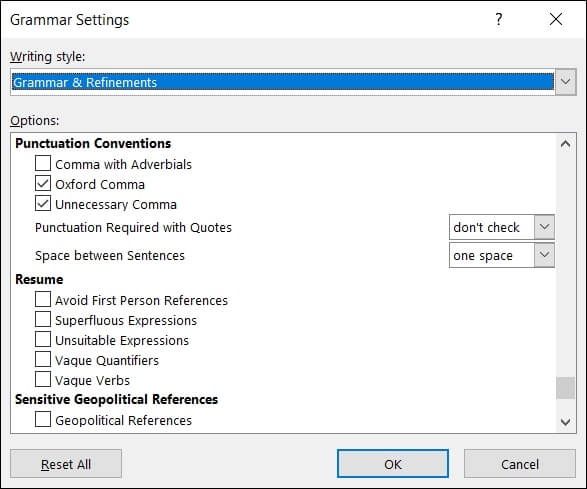 Grammar Settings ?
Writing style:
Grammar & Refinements
Options:
Punctuation Conventions
Comma with Adverbials
Oxford Comma
Unnecessary Comma
Punctuation Required with Quotes don't check
Space between Sentences one space
Resume
Avoid First Person References
Superfluous Expressions
Unsuitable Expressions
Vague Quantifiers
Vague Verbs
Sensitive Geopolitical References
Geopolitical References
Reset All OK Cancel